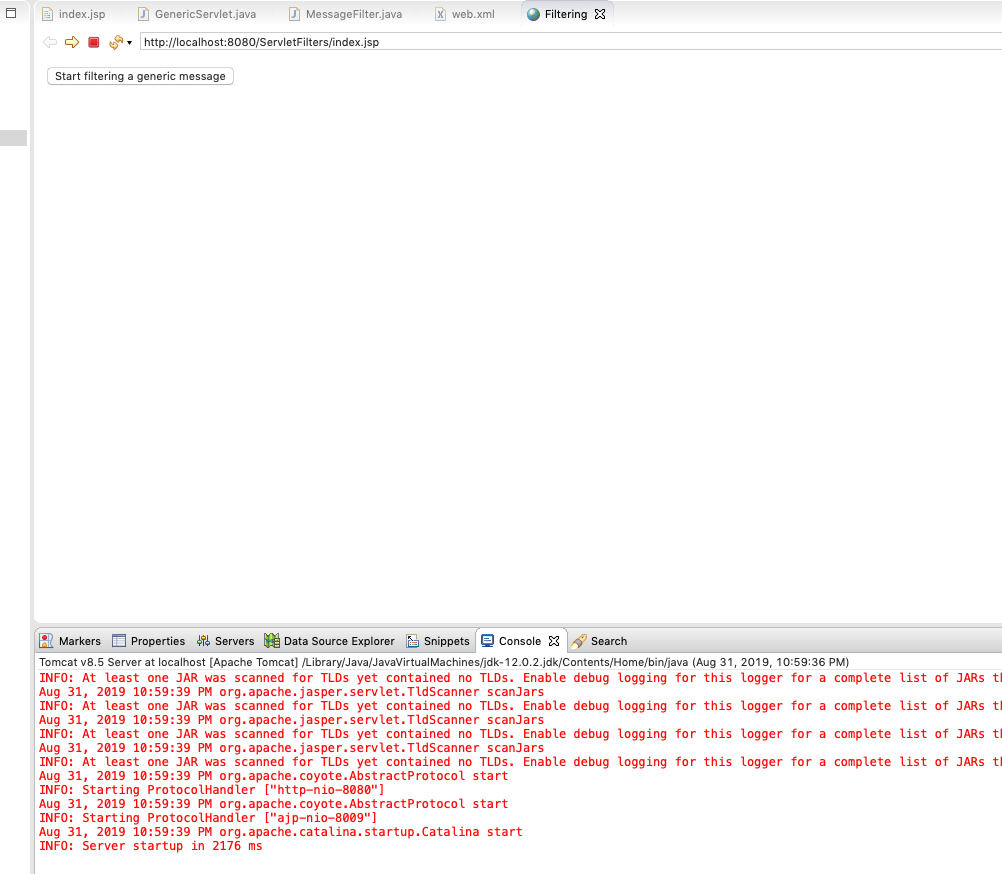 index.jsp GenericServlet.java MessageFilter.java web.xml Filtering
http://localhost:8080/ServletFilters/index.jsp
Start filtering a generic message
Markers Properties Servers Data Source Explorer Snippets Console Search
Tomcat v8.5 Server at localhost [Apache Tomcat] /Library/Java/JavaVirtualMachines/jdk-12.0.2.jdk/Contents/Home/bin/java (Aug 31, 2019, 10:59:36 PM)
INFO: At least one JAR was scanned for TLDs yet contained no TLDs. Enable debug logging for this logger for a complete list of JARs
Aug 31, 2019 10:59:39 PM org.apache.jasper.servlet.TldScanner scanJars
INFO: At least one JAR was scanned for TLDs yet contained no TLDs. Enable debug logging for this logger for a complete list of JARs
Aug 31, 2019 10:59:39 PM org.apache.jasper.servlet.TldScanner scanJars
INFO: At least one JAR was scanned for TLDs yet contained no TLDs. Enable debug logging for this logger for a complete list of JARs
Aug 31, 2019 10:59:39 PM org.apache.jasper.servlet.TldScanner scanJars
INFO: At least one JAR was scanned for TLDs yet contained no TLDs. Enable debug logging for this logger for a complete list of JARs
Aug 31, 2019 10:59:39 PM org.apache.coyote.AbstractProtocol start
INFO: Starting ProtocolHandler ["http-nio-8080"]
Aug 31, 2019 10:59:39 PM org.apache.coyote.AbstractProtocol start
INFO: Starting ProtocolHandler ["ajp-nio-8009"]
Aug 31, 2019 10:59:39 PM org.apache.catalina.startup.Catalina start
INFO: Server startup in 2176 ms